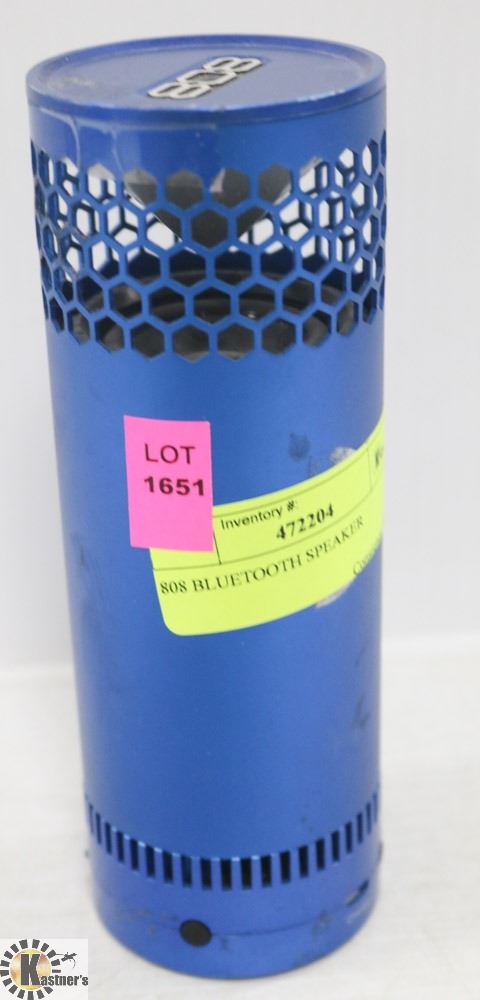 808
LOT
1651
Inventory #:
472204
808 BLUETOOTH SPEAKER
Kastner's